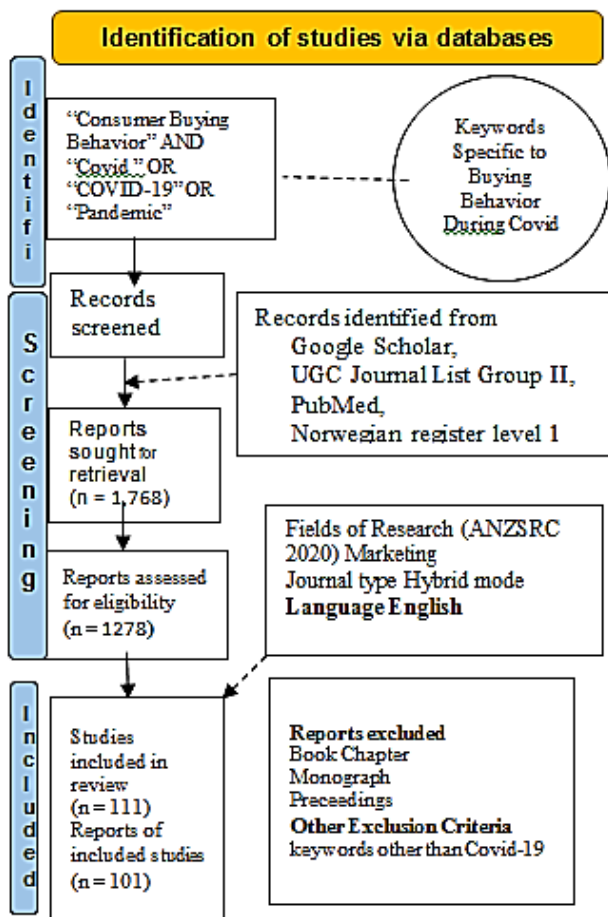 Identification of studies via databases
Identifi
“Consumer Buying
Behavior” AND
“Covid ” OR
“COVID-19” OR
“Pandemic”
Keywords
Specific to
Buying
Behavior
During Covid
Screening
Records
screened
Records identified from
Google Scholar,
UGC Journal List Group II,
PubMed,
Norwegian register level 1
Reports
sought for
retrieval
(n = 1,768)
Fields of Research (ANZSRC
2020) Marketing
Journal type Hybrid mode
Language English
Reports assessed
for eligibility
(n = 1278)
Included
Studies
included in
review
(n = 111)
Reports of
included studies
(n = 101)
Reports excluded
Book Chapter
Monograph
Preceedings
Other Exclusion Criteria
keywords other than Covid-19